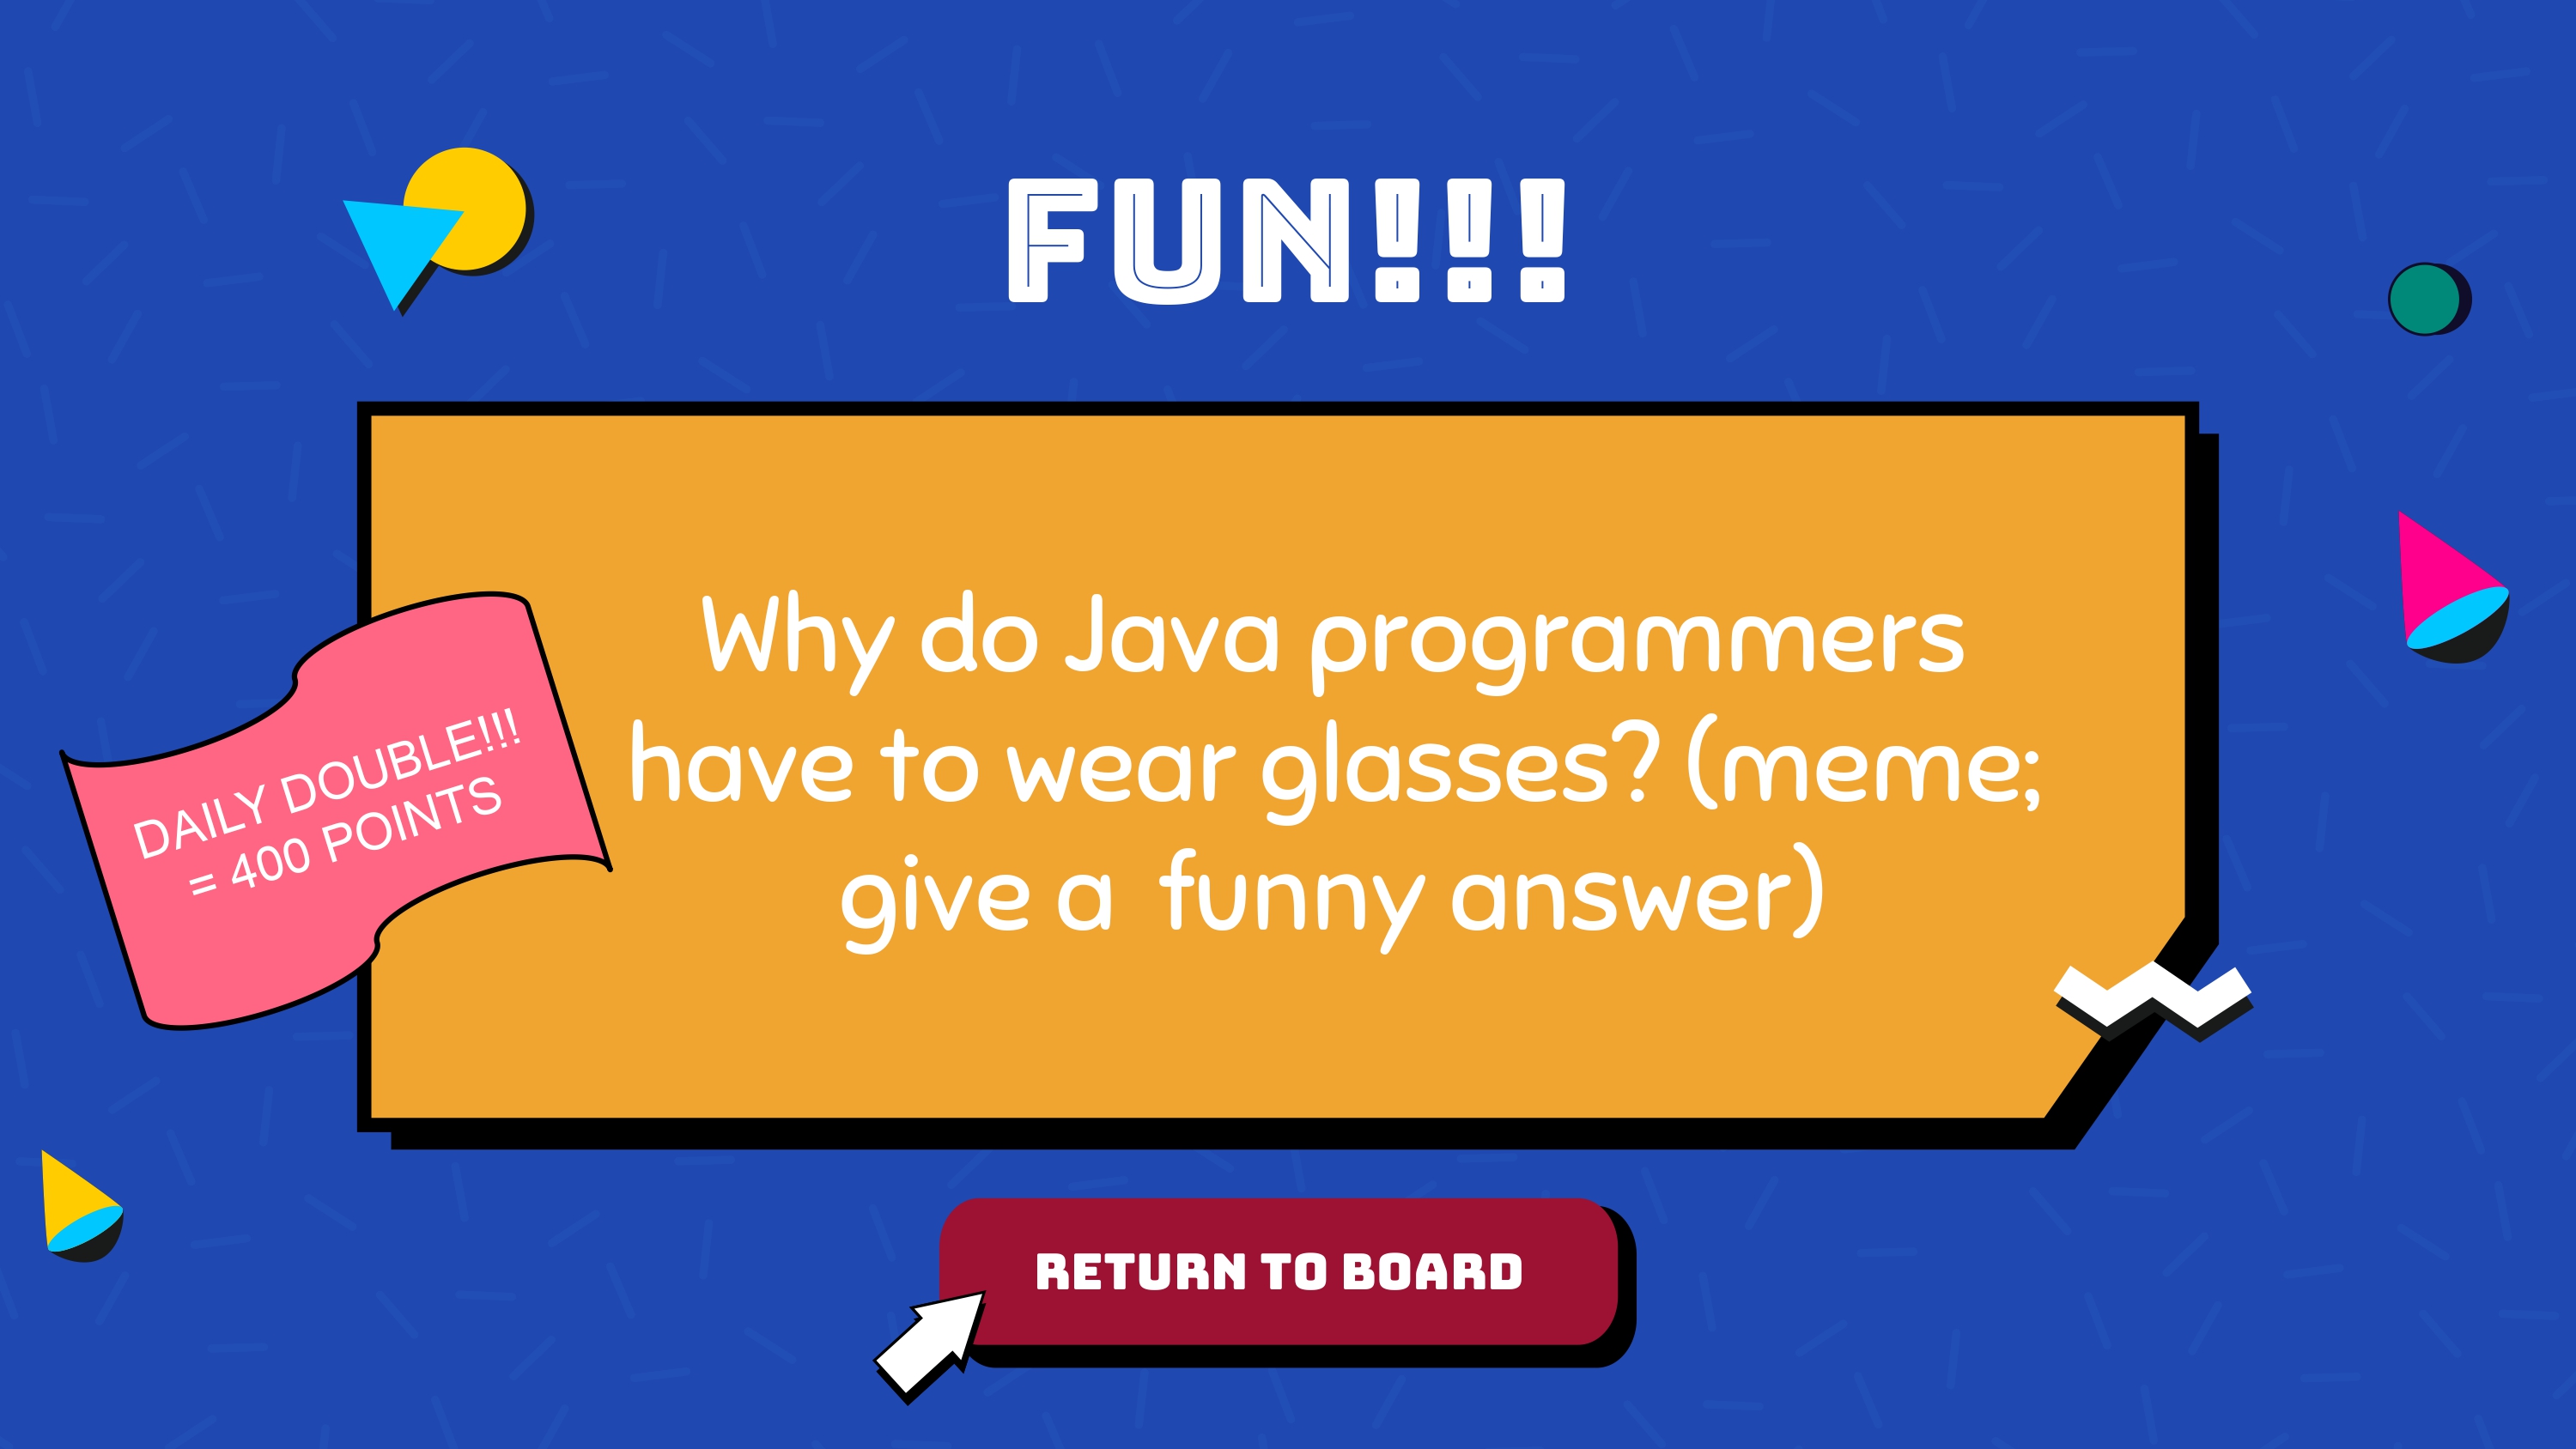 FUN!!!
Why do Java programmers
have to wear glasses? (meme;
give a  funny answer)
DAILY DOUBLE!!!
= 400 POINTS
RETURN TO BOARD